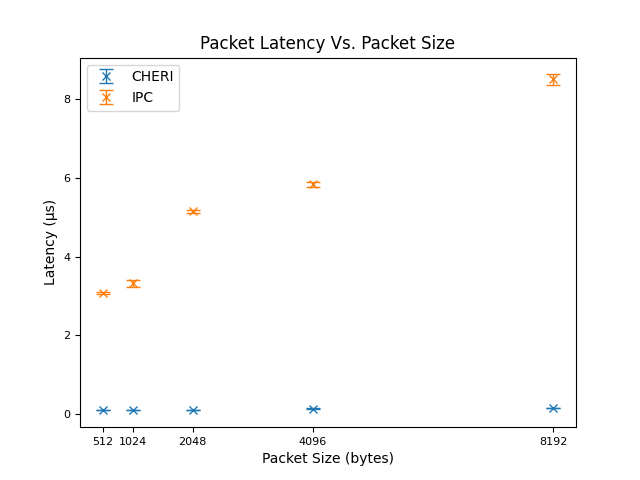 Packet Latency Vs. Packet Size
CHERI
IPC
8
6
4
2
0
Latency (μs)
512 1024 2048 4096 8192
Packet Size (bytes)